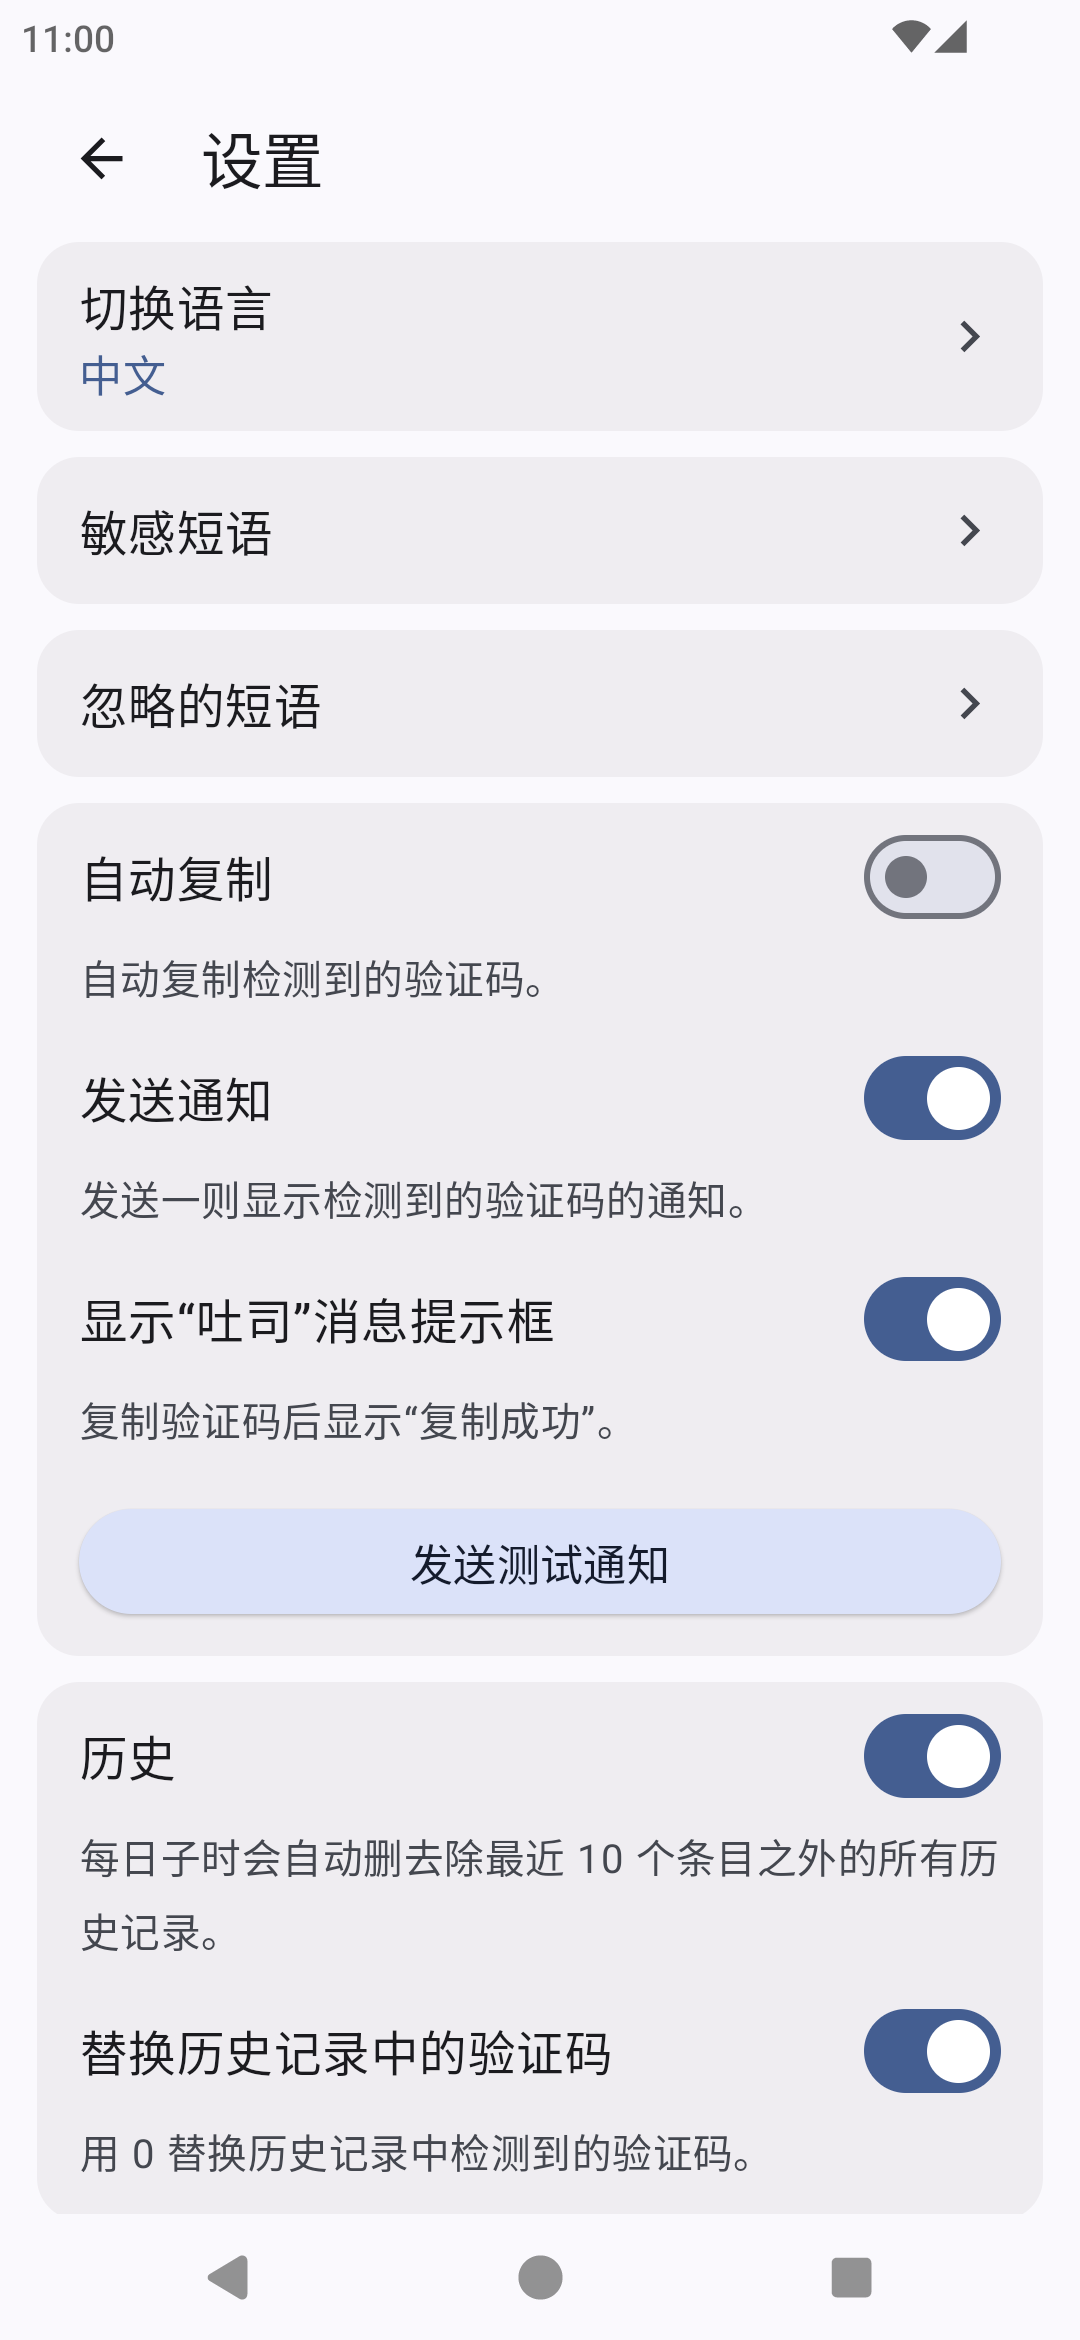 11:00
设置
切换语言
中文
敏感短语
忽略的短语
自动复制
自动复制检测到的验证码。
发送通知
发送一则显示检测到的验证码的通知。
显示“吐司”消息提示框
复制验证码后显示“复制成功”。
发送测试通知
历史
每日子时会自动删去除最近 10 个条目之外的所有历
史记录。
替换历史记录中的验证码
用 0 替换历史记录中检测到的验证码。